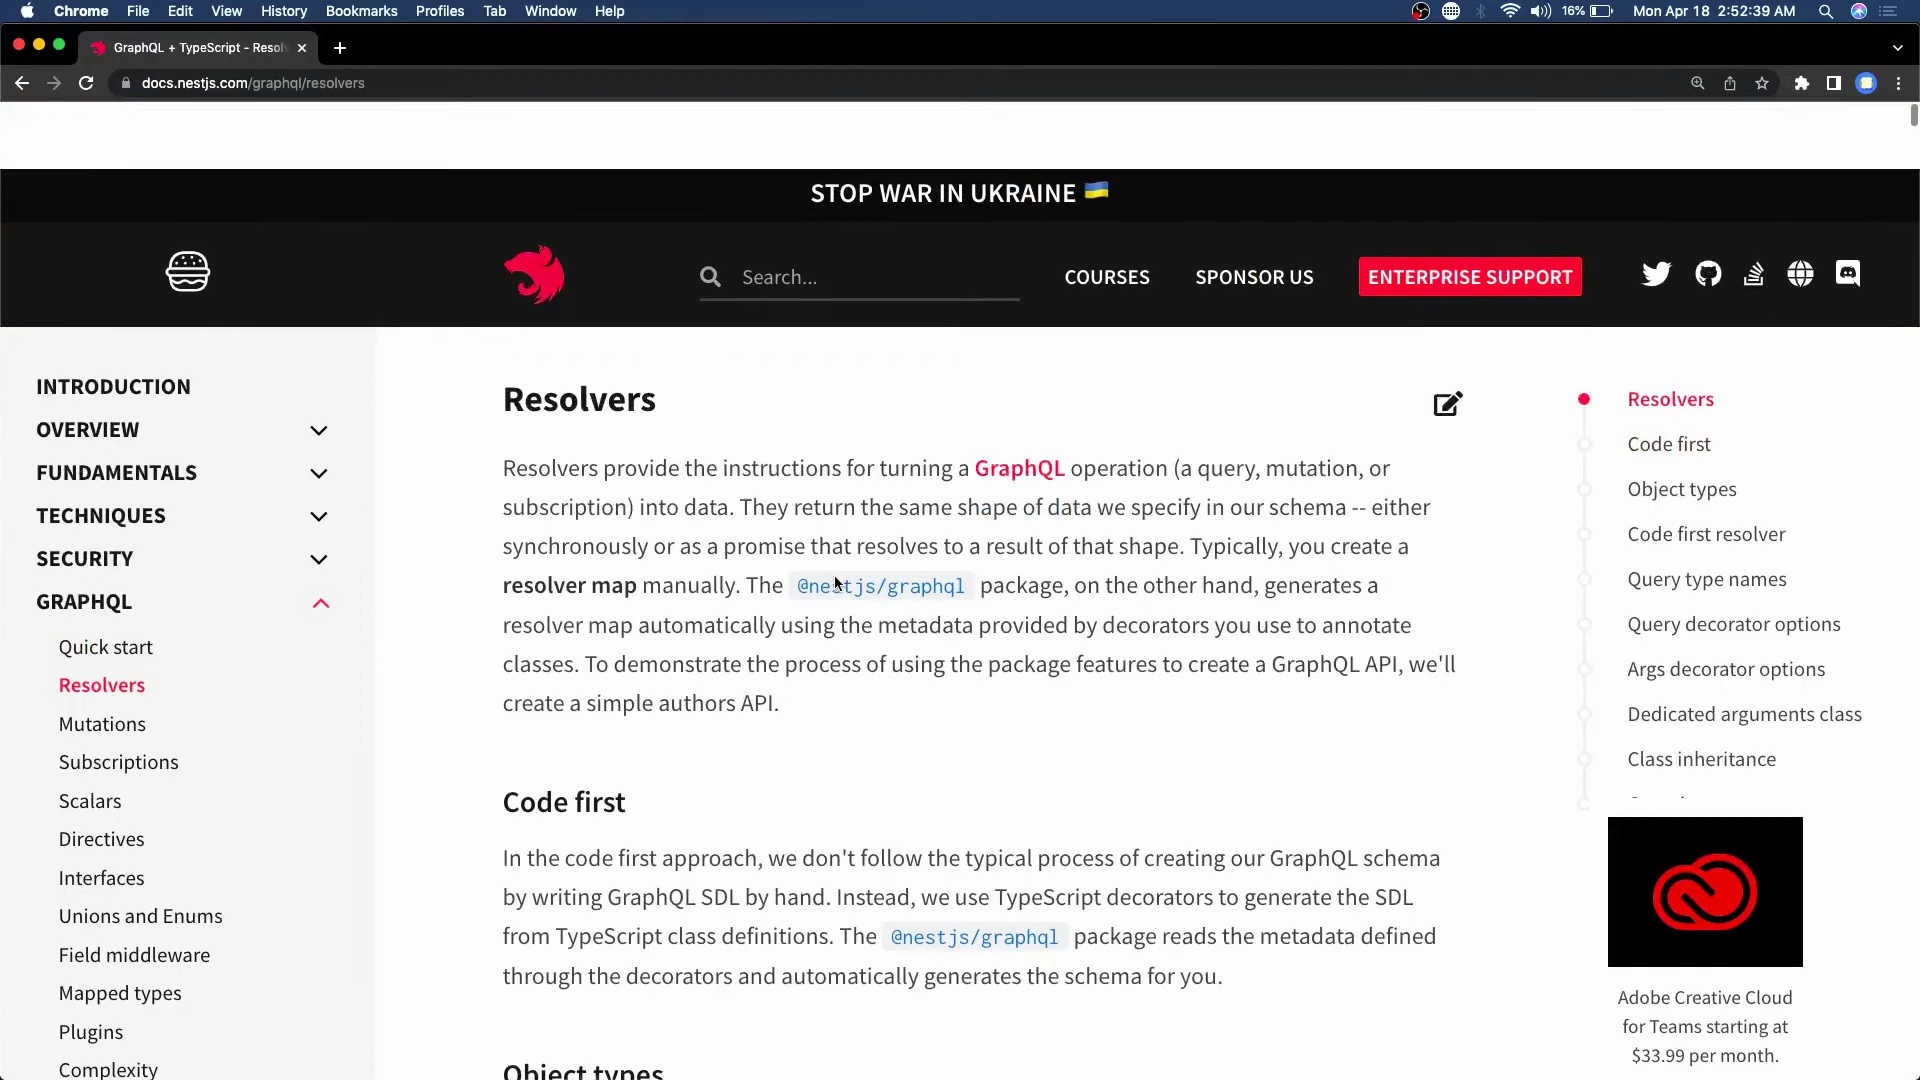 Chrome File Edit View History Bookmarks Profiles Tab Window Help
16% Mon Apr 18 2:52:39 AM
GraphQL + TypeScript - Resol
docs.nestjs.com/graphql/resolvers
STOP WAR IN UKRAINE 🇺🇦
Search...
COURSES
SPONSOR US
ENTERPRISE SUPPORT
INTRODUCTION
OVERVIEW
FUNDAMENTALS
TECHNIQUES
SECURITY
GRAPHQL
Quick start
Resolvers
Mutations
Subscriptions
Scalars
Directives
Interfaces
Unions and Enums
Field middleware
Mapped types
Plugins
Complexity
Resolvers
Resolvers provide the instructions for turning a GraphQL operation (a query, mutation, or
subscription) into data. They return the same shape of data we specify in our schema -- either
synchronously or as a promise that resolves to a result of that shape. Typically, you create a
resolver map manually. The @nestjs/graphql package, on the other hand, generates a
resolver map automatically using the metadata provided by decorators you use to annotate
classes. To demonstrate the process of using the package features to create a GraphQL API, we'll
create a simple authors API.
Code first
In the code first approach, we don't follow the typical process of creating our GraphQL schema
by writing GraphQL SDL by hand. Instead, we use TypeScript decorators to generate the SDL
from TypeScript class definitions. The @nestjs/graphql package reads the metadata defined
through the decorators and automatically generates the schema for you.
Object types
Resolvers
Code first
Object types
Code first resolver
Query type names
Query decorator options
Args decorator options
Dedicated arguments class
Class inheritance
Adobe Creative Cloud
for Teams starting at
$33.99 per month.